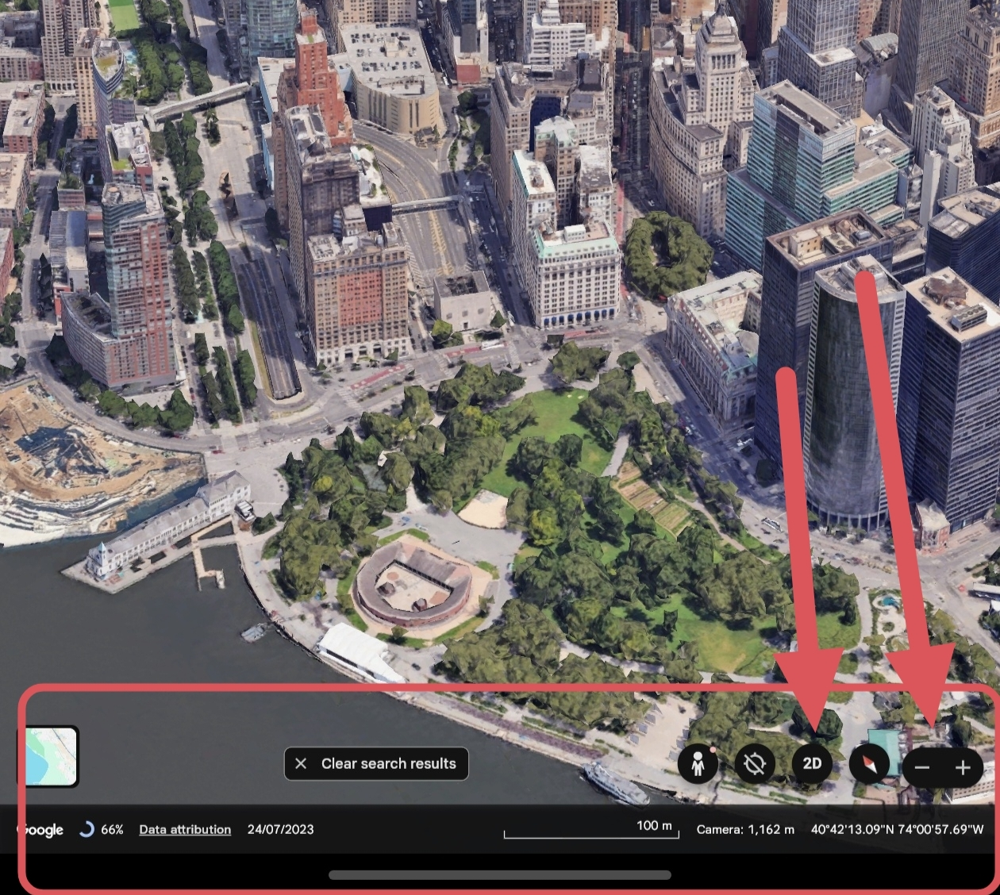 Clear search results
2D
Google 66% Data attribution 24/07/2023 100 m Camera: 1,162 m 40°42'13.09"N 74°00'57.69"W